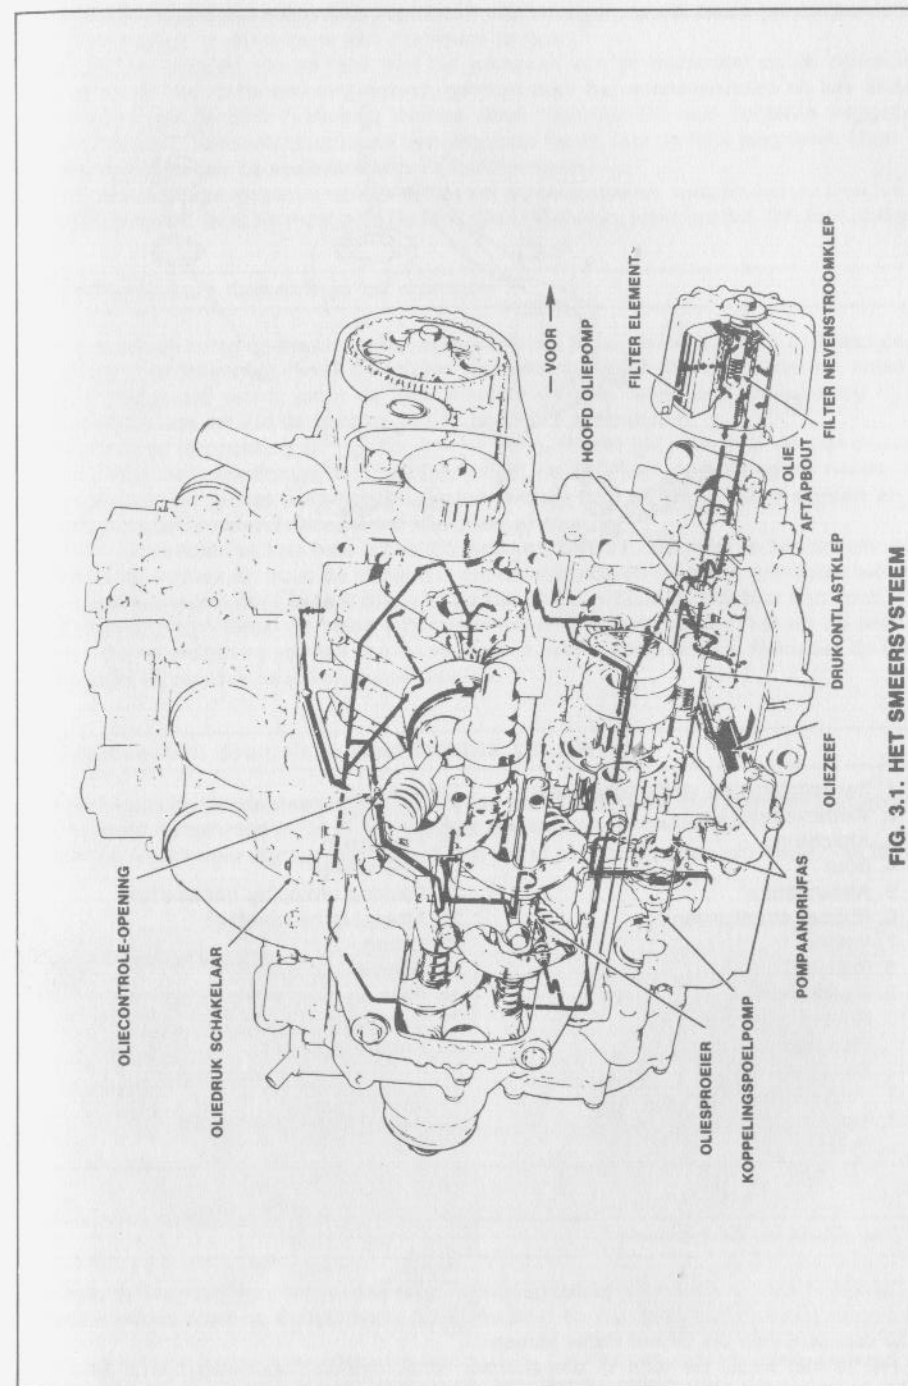 OLIECONTROLE-OPENING
OLIEDRUK SCHAKELAAR
— VOOR →
HOOFD OLIEPOMP
FILTER ELEMENT
FILTER NEVENSTROOMKLEP
OLIE
AFTAPBOUT
DRUKONTLASTKLEP
OLIEZEEF
POMPAANDRIJFAS
KOPPELINGSPOELPOMP
OLIESPROEIER
FIG. 3.1. HET SMEERSYSTEEM